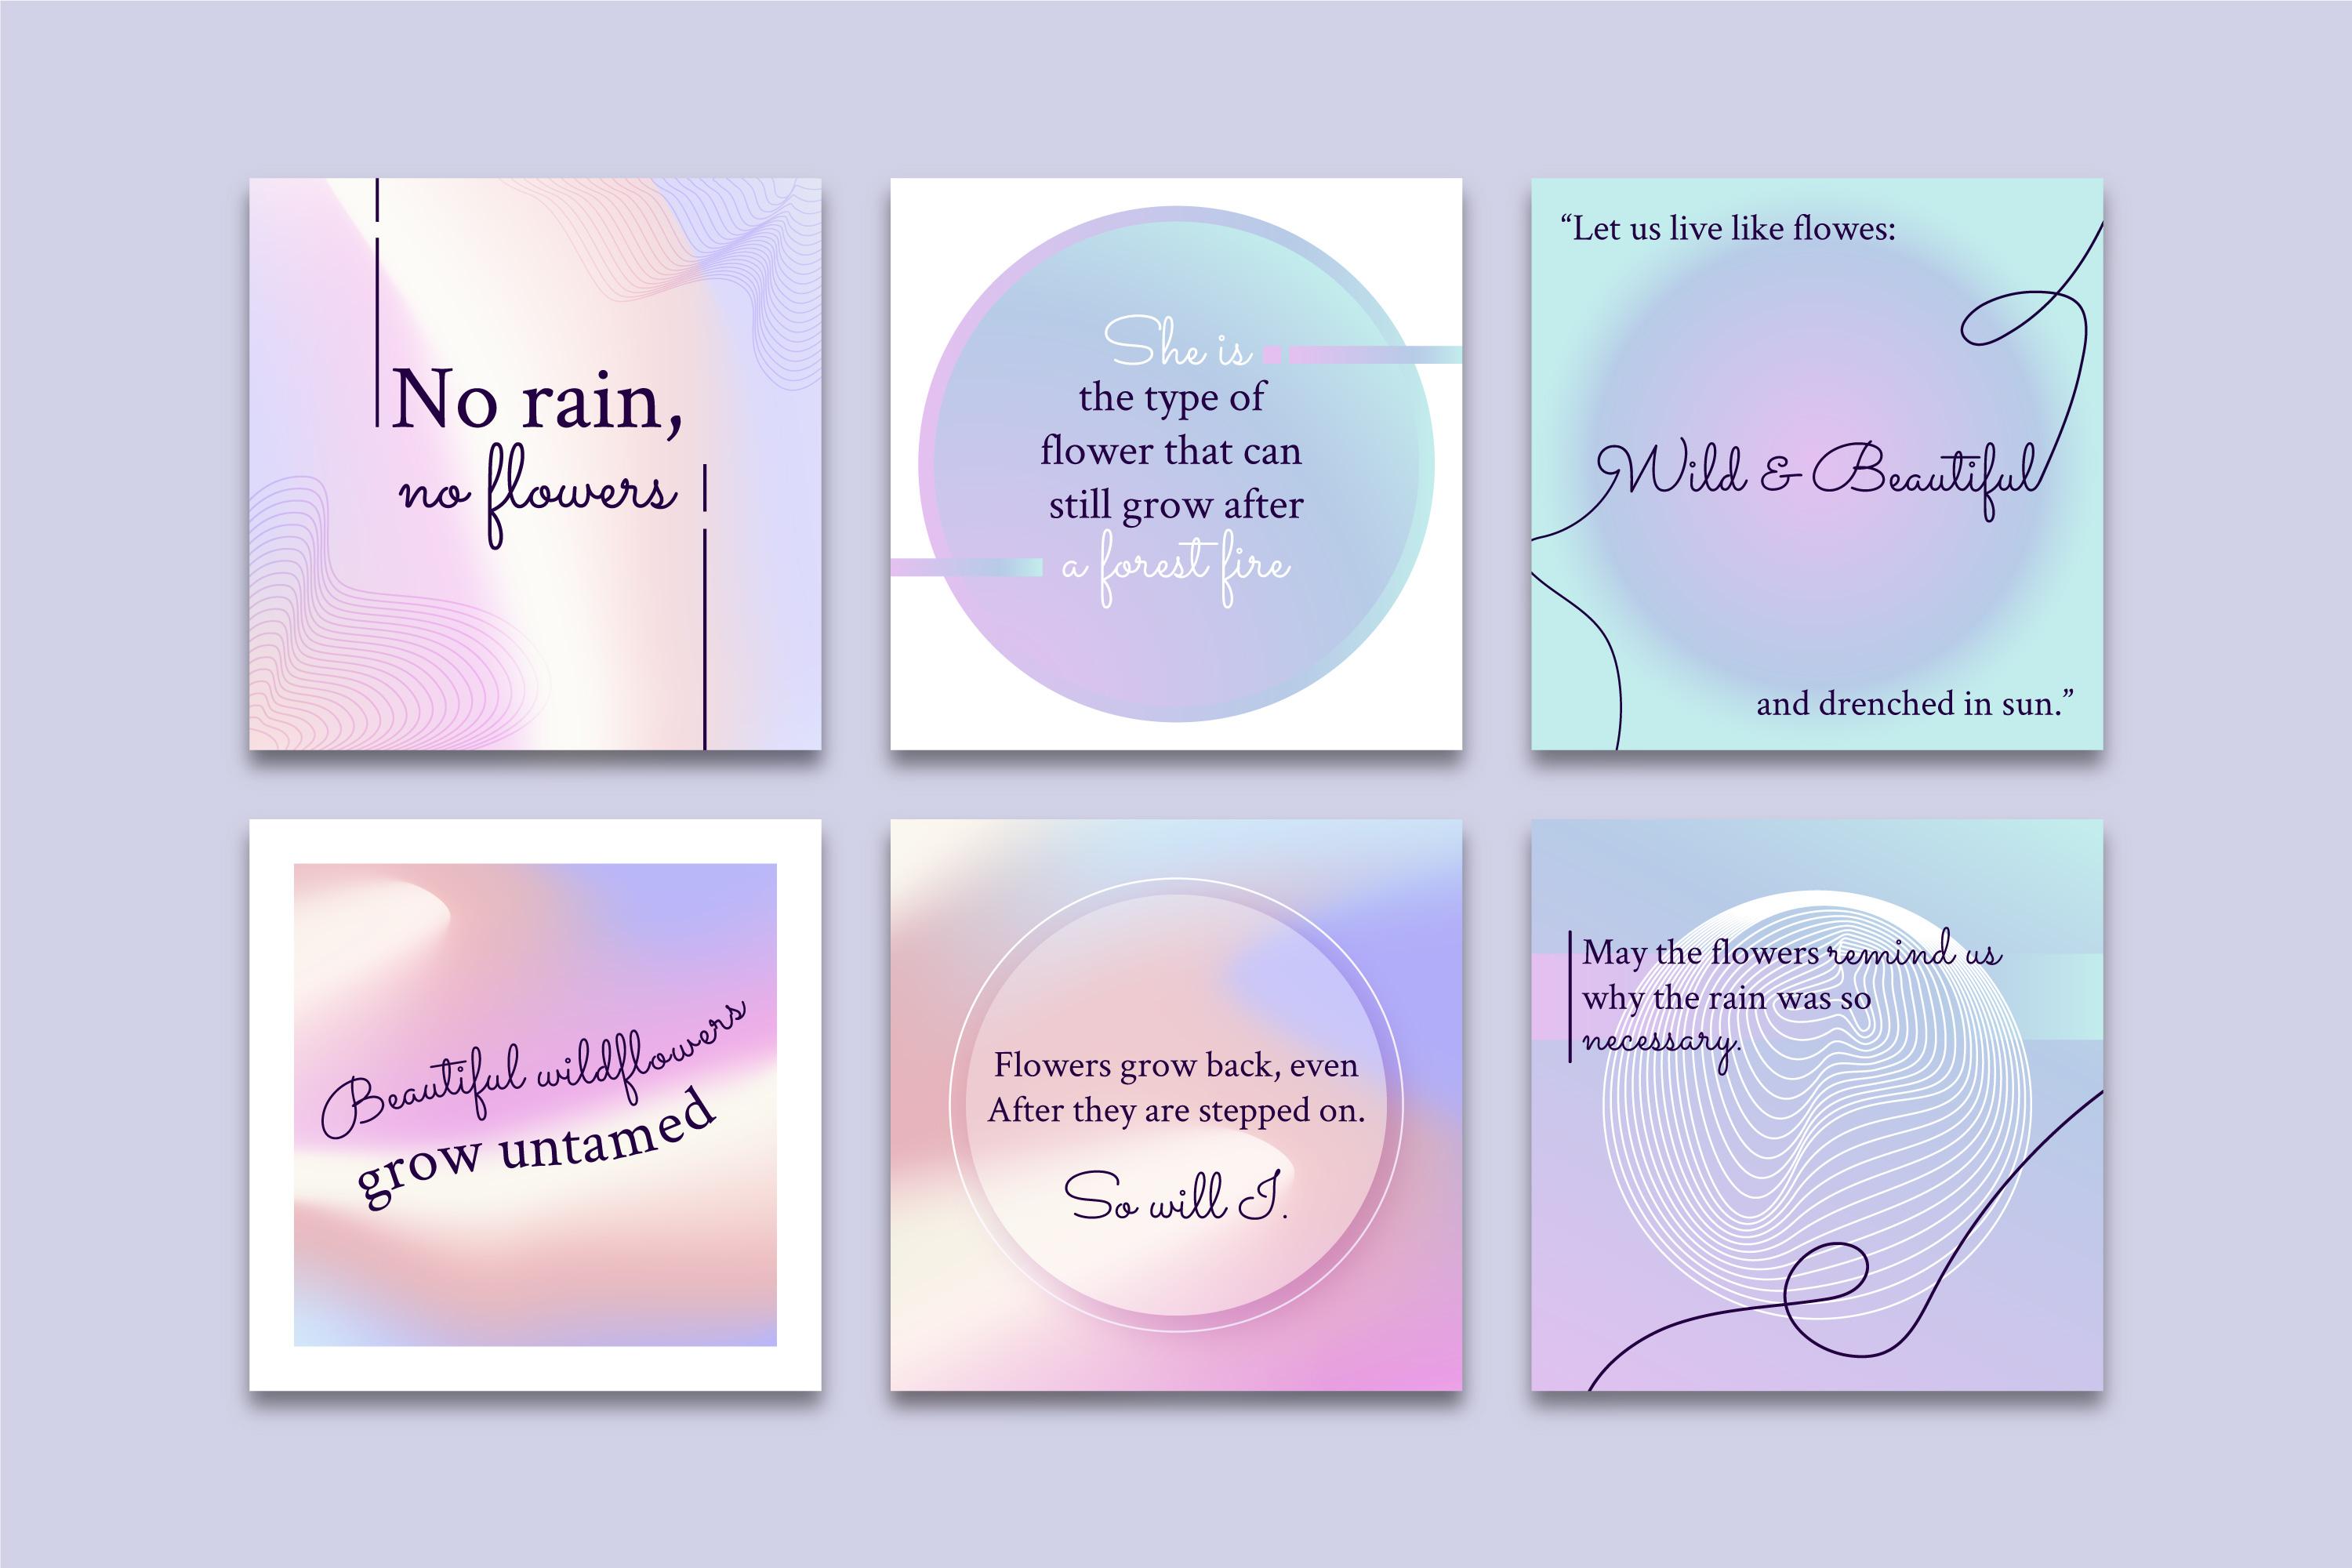 No rain,
no flowers
She is
the type of
flower that can
still grow after
a forest fire
“Let us live like flowes:
Wild & Beautiful
and drenched in sun.”
Beautiful wildflowers
grow untamed
Flowers grow back, even
After they are stepped on.
So will I.
May the flowers remind us
why the rain was so
necessary.